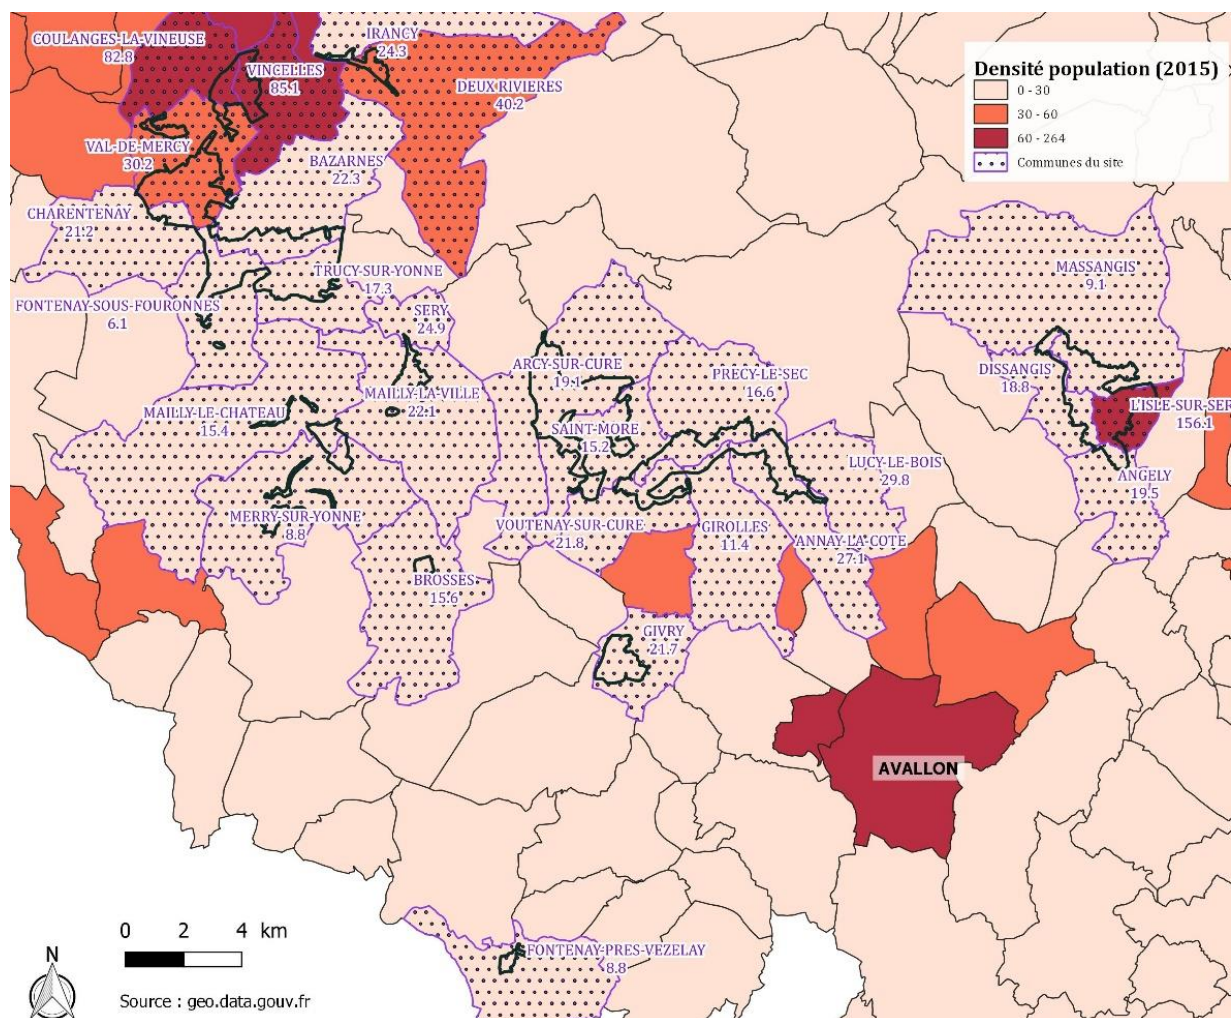 COULANGES-LA-VINEUSE
82.8
IRANCY
24.3
VINCELLES
85.1
DEUX RIVIERES
40.2
Densité population (2015)
0 - 30
30 - 60
60 - 264
Communes du site
VAL-DE-MERCY
30.2
BAZARNES
22.3
CHARENTENAY
21.2
TRUCY-SUR-YONNE
17.3
MASSANGIS
9.1
FONTENAY-SOUS-FOURONNES
6.1
SERY
24.9
ARCY-SUR-CURE
19.1
PRECY-LE-SEC
16.6
DISSANGIS
18.8
MAILLY-LA-VILLE
22.1
L'ISLE-SUR-SER
156.1
MAILLY-LE-CHATEAU
15.4
SAINT-MORE
15.2
LUCY-LE-BOIS
29.8
ANGELY
19.5
MERRY-SUR-YONNE
8.8
VOUTENAY-SUR-CURE
21.8
GIROLLES
11.4
ANNAY-LA-COTE
27.1
BROSSES
15.6
GIVRY
21.7
AVALLON
0 2 4 km
FONTENAY-PRES-VEZELAY
8.8
N
Source : geo.data.gouv.fr